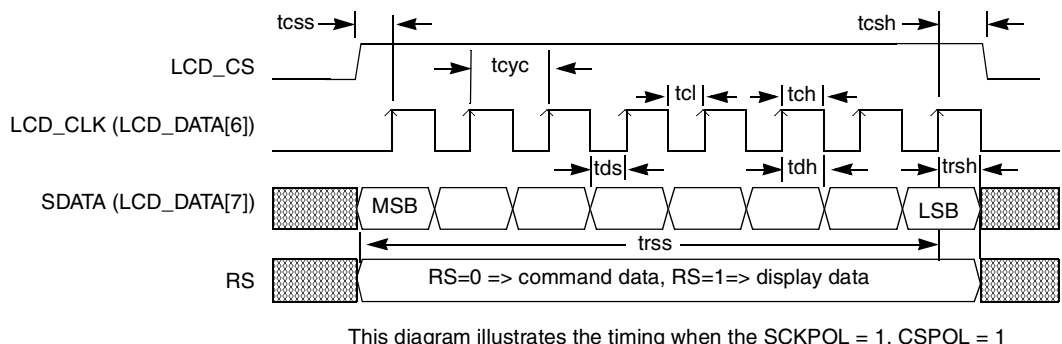 tcss
tcsh
LCD_CS
tcyc
tcl
tch
LCD_CLK (LCD_DATA[6])
tds
tdh
trsh
SDATA (LCD_DATA[7])
MSB
LSB
trss
RS
RS=0 => command data, RS=1=> display data
This diagram illustrates the timing when the SCKPOL = 1, CSPOL = 1